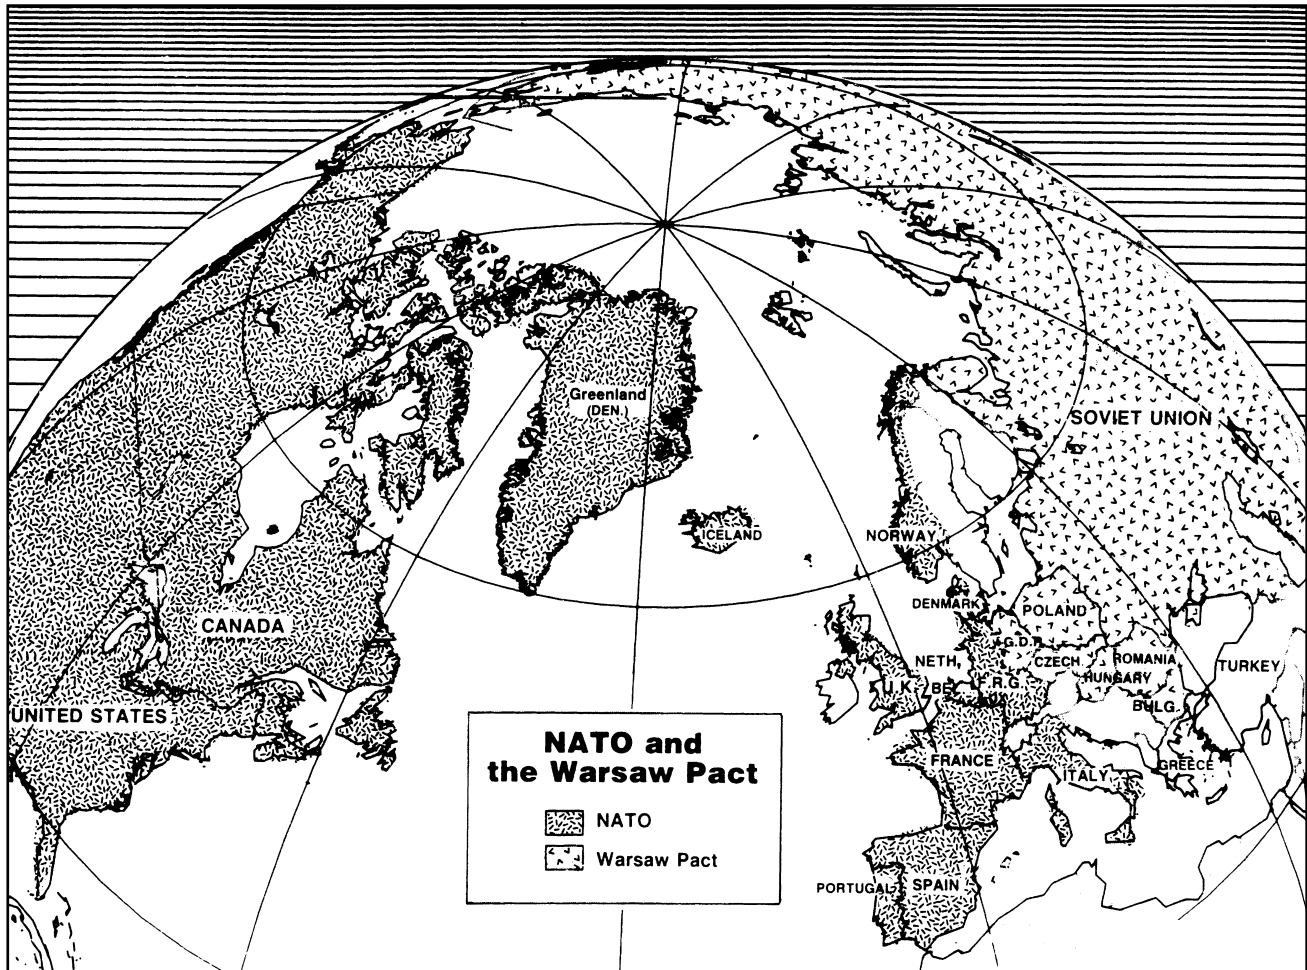 Greenland
(DEN.)
SOVIET UNION
ICELAND
NORWAY
DENMARK
POLAND
CANADA
G.D.R.
NETH.
CZECH
ROMANIA
HUNGARY
TURKEY
U.K.
BE
F.R.G.
BULG.
UNITED STATES
FRANCE
GREECE
ITALY
PORTUGAL
SPAIN
NATO and
the Warsaw Pact
NATO
Warsaw Pact